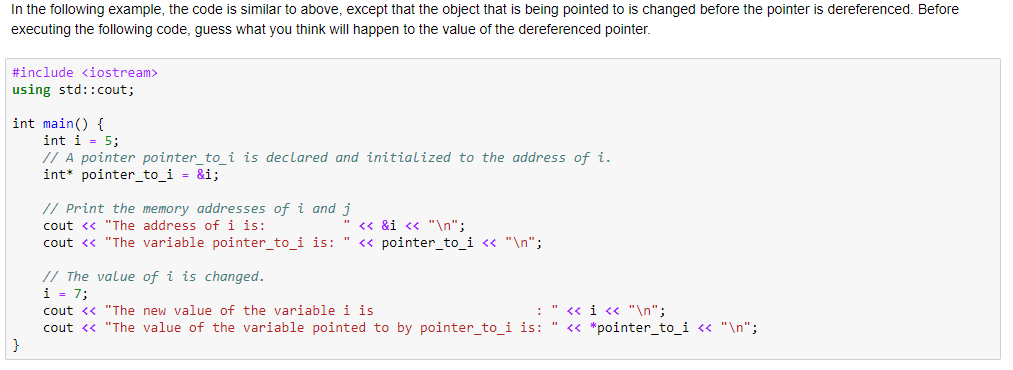 In the following example, the code is similar to above, except that the object that is being pointed to is changed before the pointer is dereferenced. Before
executing the following code, guess what you think will happen to the value of the dereferenced pointer.
#include <iostream>
using std::cout;
int main() {
    int i = 5;
    // A pointer pointer_to_i is declared and initialized to the address of i.
    int* pointer_to_i = &i;
    // Print the memory addresses of i and j
    cout << "The address of i is:          " << &i << "\n";
    cout << "The variable pointer_to_i is: " << pointer_to_i << "\n";
    // The value of i is changed.
    i = 7;
    cout << "The new value of the variable i is                     : " << i << "\n";
    cout << "The value of the variable pointed to by pointer_to_i is: " << *pointer_to_i << "\n";
}